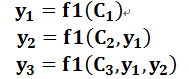 y₁ = f1(C₁)↵
y₂ = f1(C₂,y₁)
y₃ = f1(C₃,y₁,y₂)